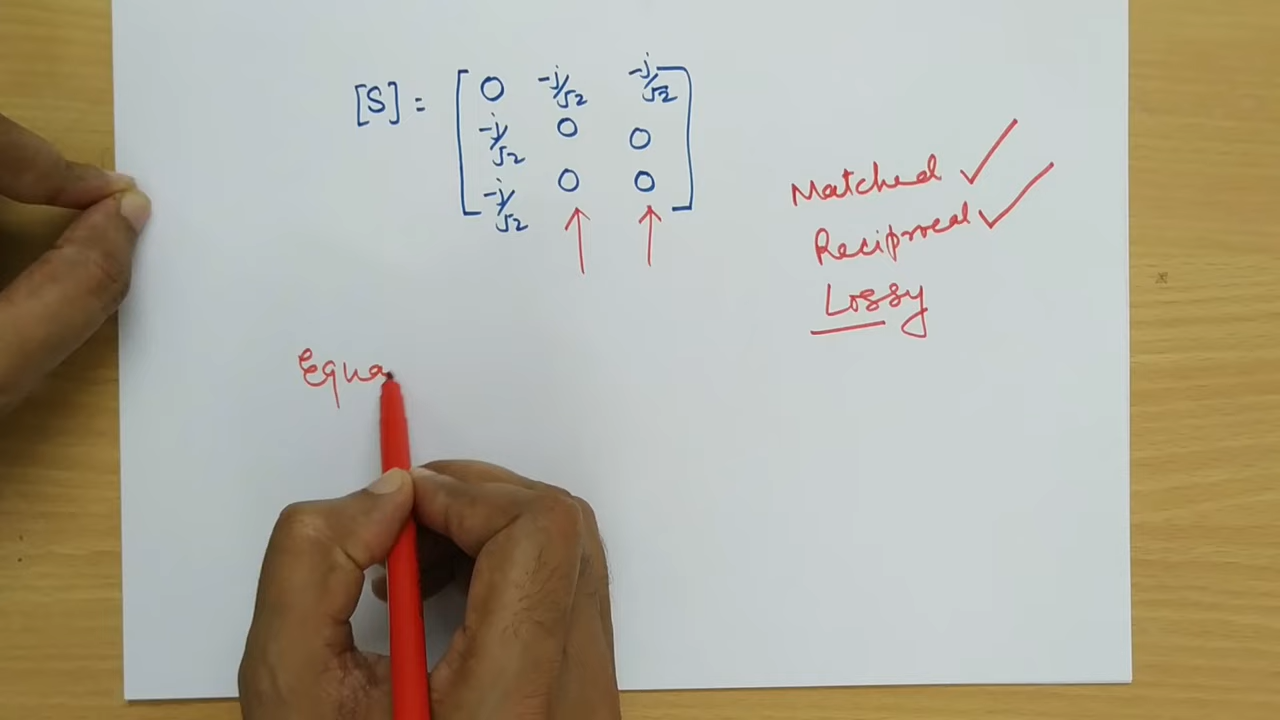 [S] = [ 0 -j/√2 -j/√2
-j/√2 0 0
-j/√2 0 0 ]
Matched ✓
Reciprocal ✓
Lossy
Equa